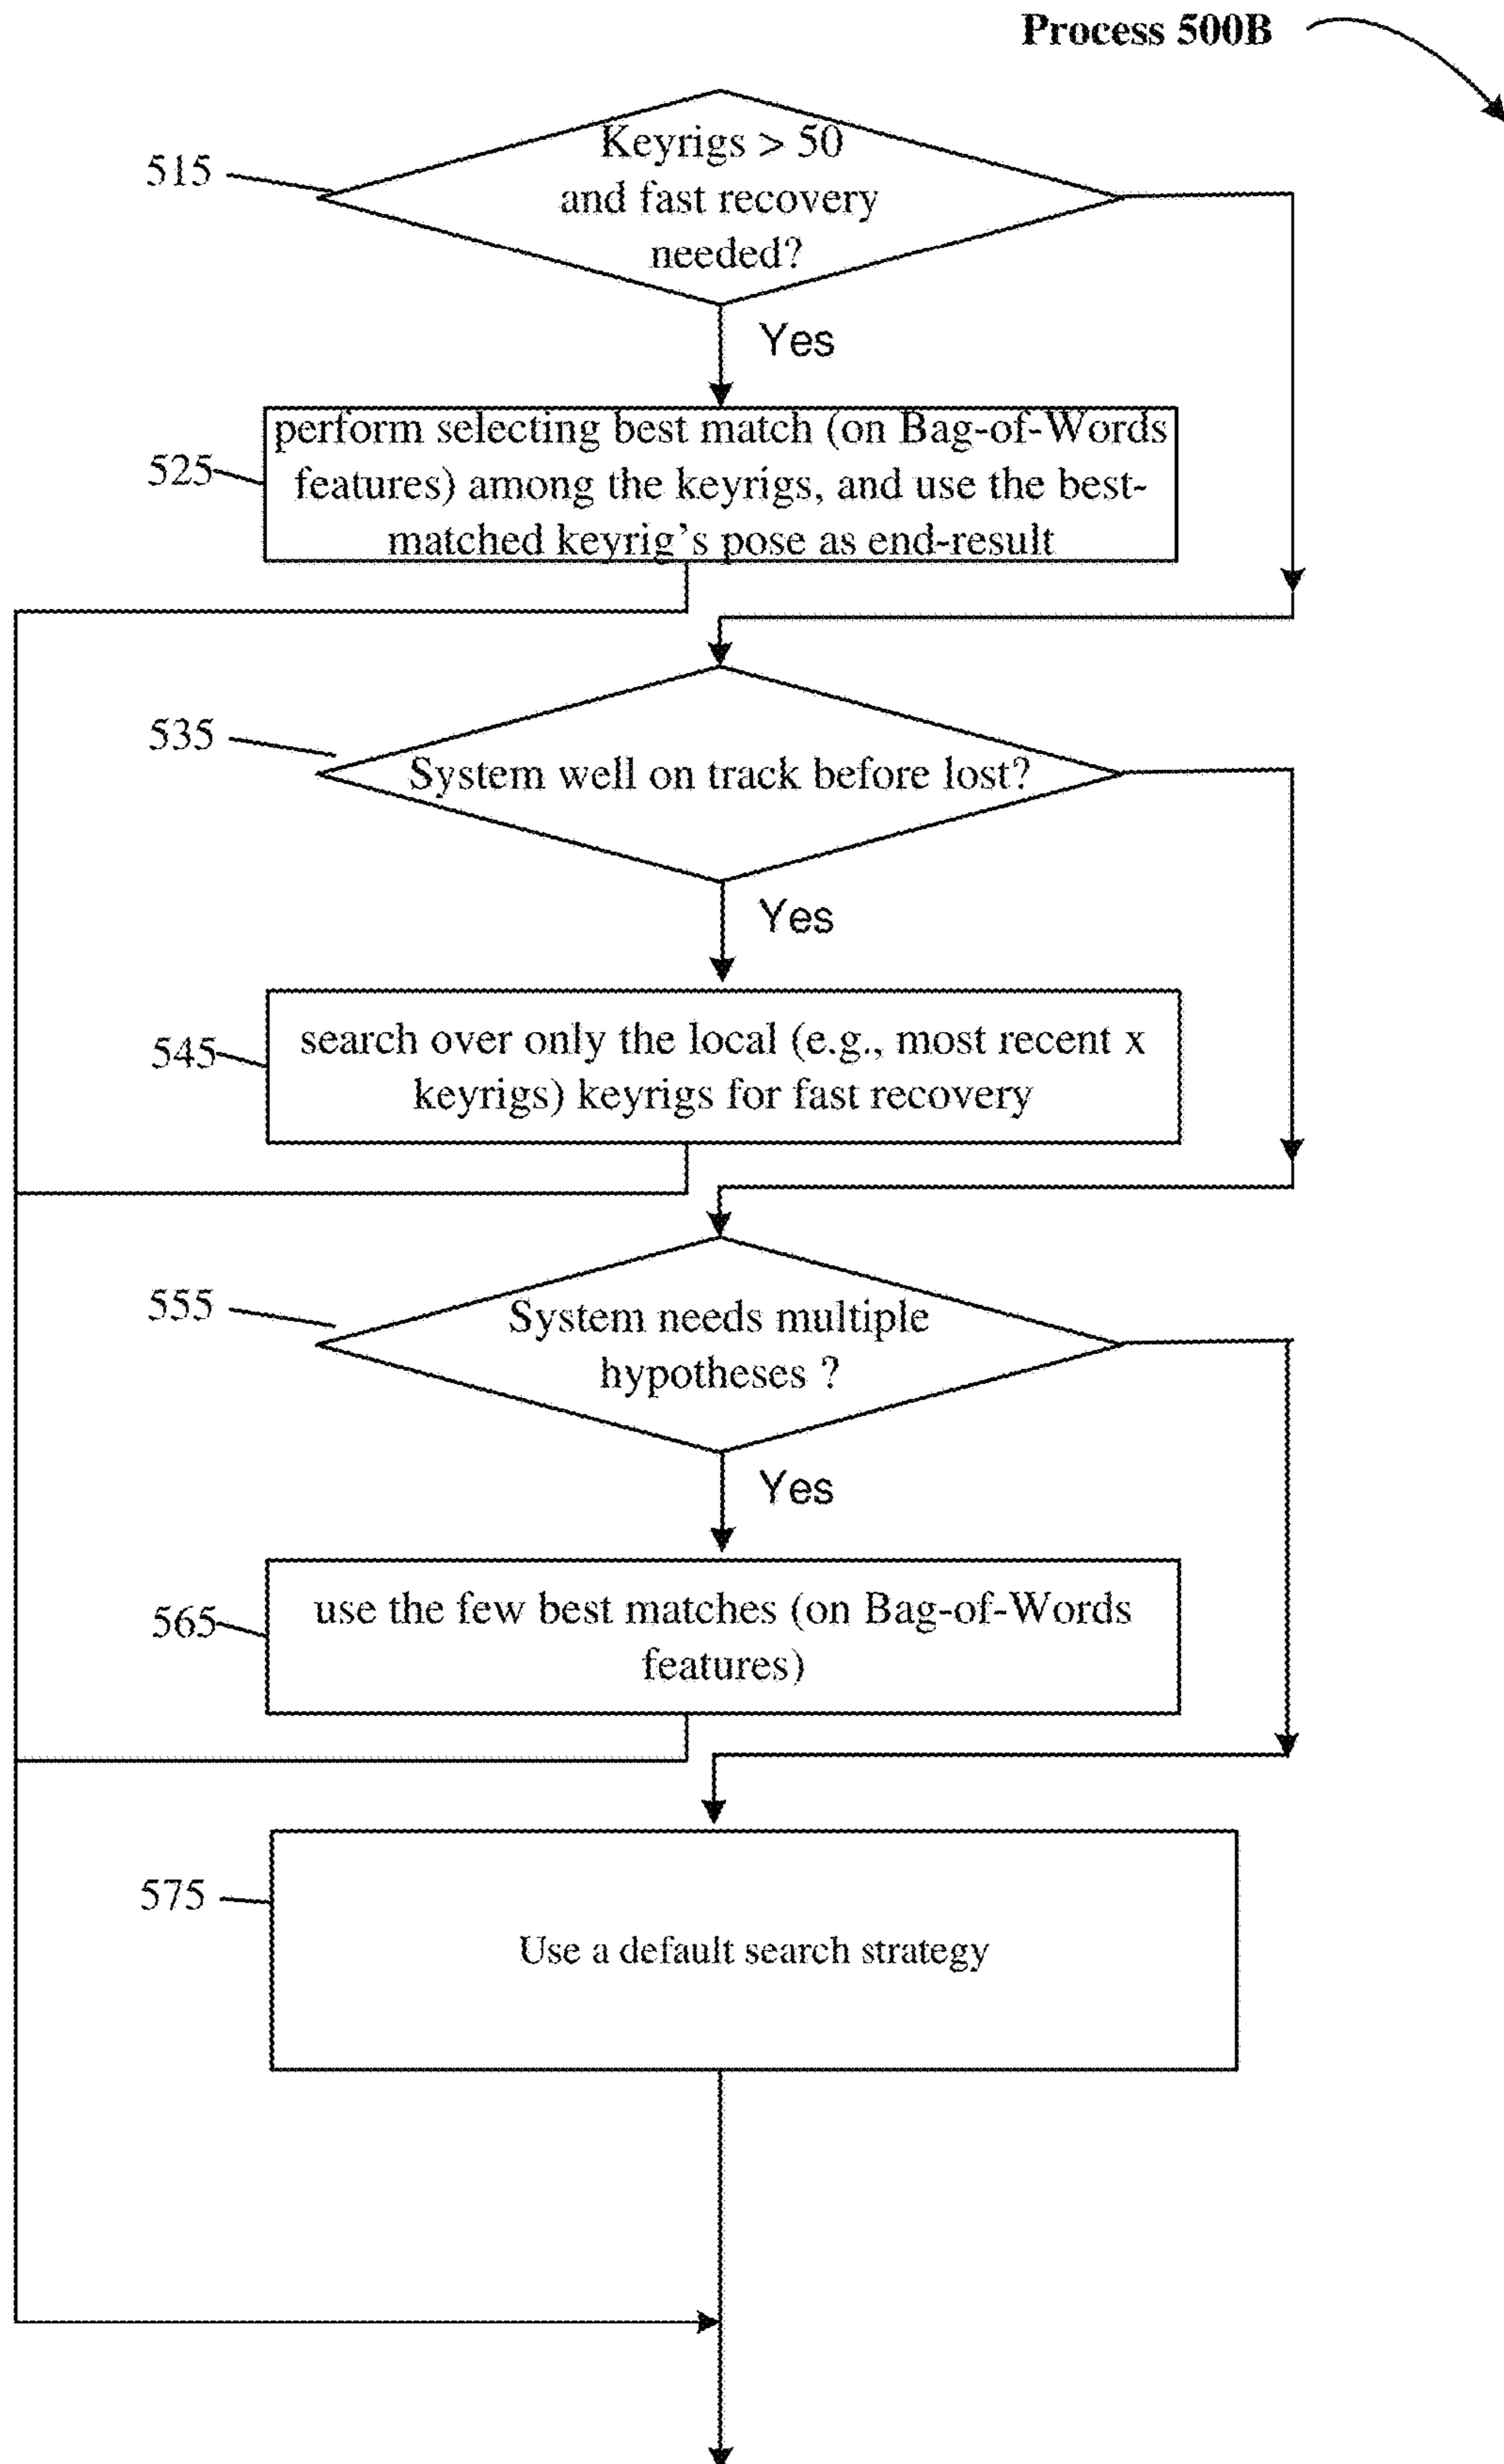 Process 500B
515
Keyrigs > 50
and fast recovery
needed?
Yes
525
perform selecting best match (on Bag-of-Words
features) among the keyrigs, and use the best-
matched keyrig's pose as end-result
535
System well on track before lost?
Yes
545
search over only the local (e.g., most recent x
keyrigs) keyrigs for fast recovery
555
System needs multiple
hypotheses ?
Yes
565
use the few best matches (on Bag-of-Words
features)
575
Use a default search strategy